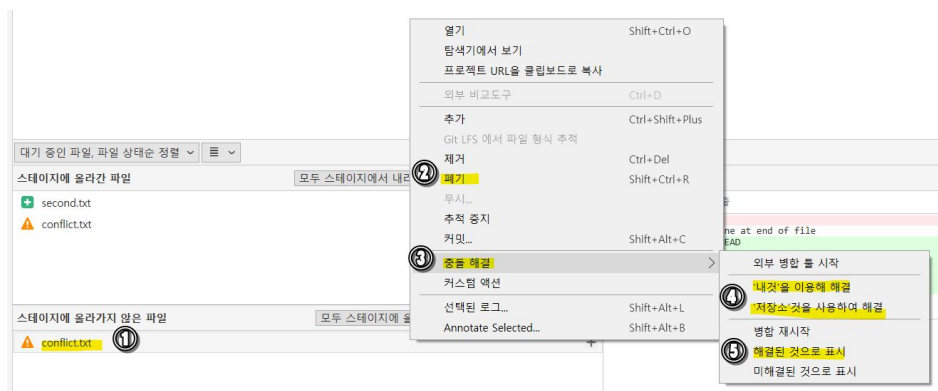 열기 Shift+Ctrl+O
탐색기에서 보기
프로젝트 URL을 클립보드로 복사
외부 비교도구 Ctrl+D
추가 Ctrl+Shift+Plus
Git LFS 에서 파일 형식 추적
제거 Ctrl+Del
② 폐기 Shift+Ctrl+R
무시...
추적 중지
커밋... Shift+Alt+C
③ 충돌 해결
커스텀 액션
선택된 로그... Shift+Alt+L
Annotate Selected... Shift+Alt+B
대기 중인 파일, 파일 상태순 정렬
스테이지에 올라간 파일 모두 스테이지에서 내리
second.txt
conflict.txt
스테이지에 올라가지 않은 파일 모두 스테이지에 올
conflict.txt ①
ne at end of file
EAD
외부 병합 툴 시작
④ '내것'을 이용해 해결
'저장소'것을 사용하여 해결
병합 재시작
⑤ 해결된 것으로 표시
미해결된 것으로 표시